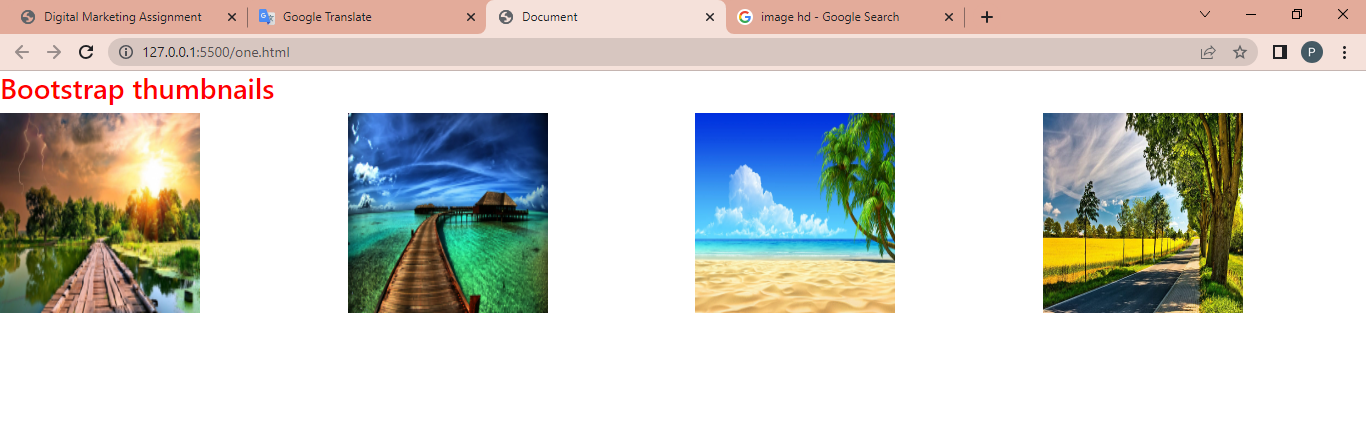 Digital Marketing Assignment
Google Translate
Document
image hd - Google Search
127.0.0.1:5500/one.html
P
Bootstrap thumbnails